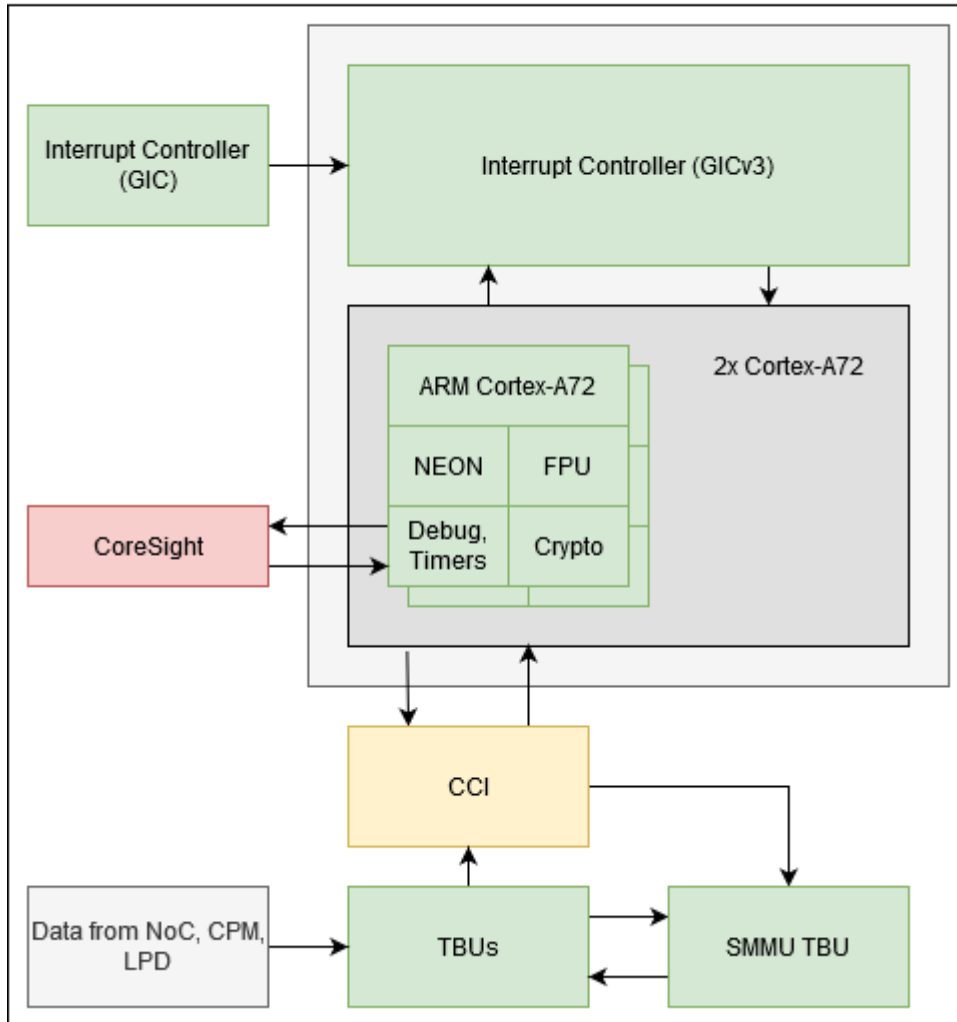 Interrupt Controller
(GIC)
Interrupt Controller (GICv3)
2x Cortex-A72
ARM Cortex-A72
NEON
FPU
Debug,
Timers
Crypto
CoreSight
CCI
Data from NoC, CPM,
LPD
TBUs
SMMU TBU